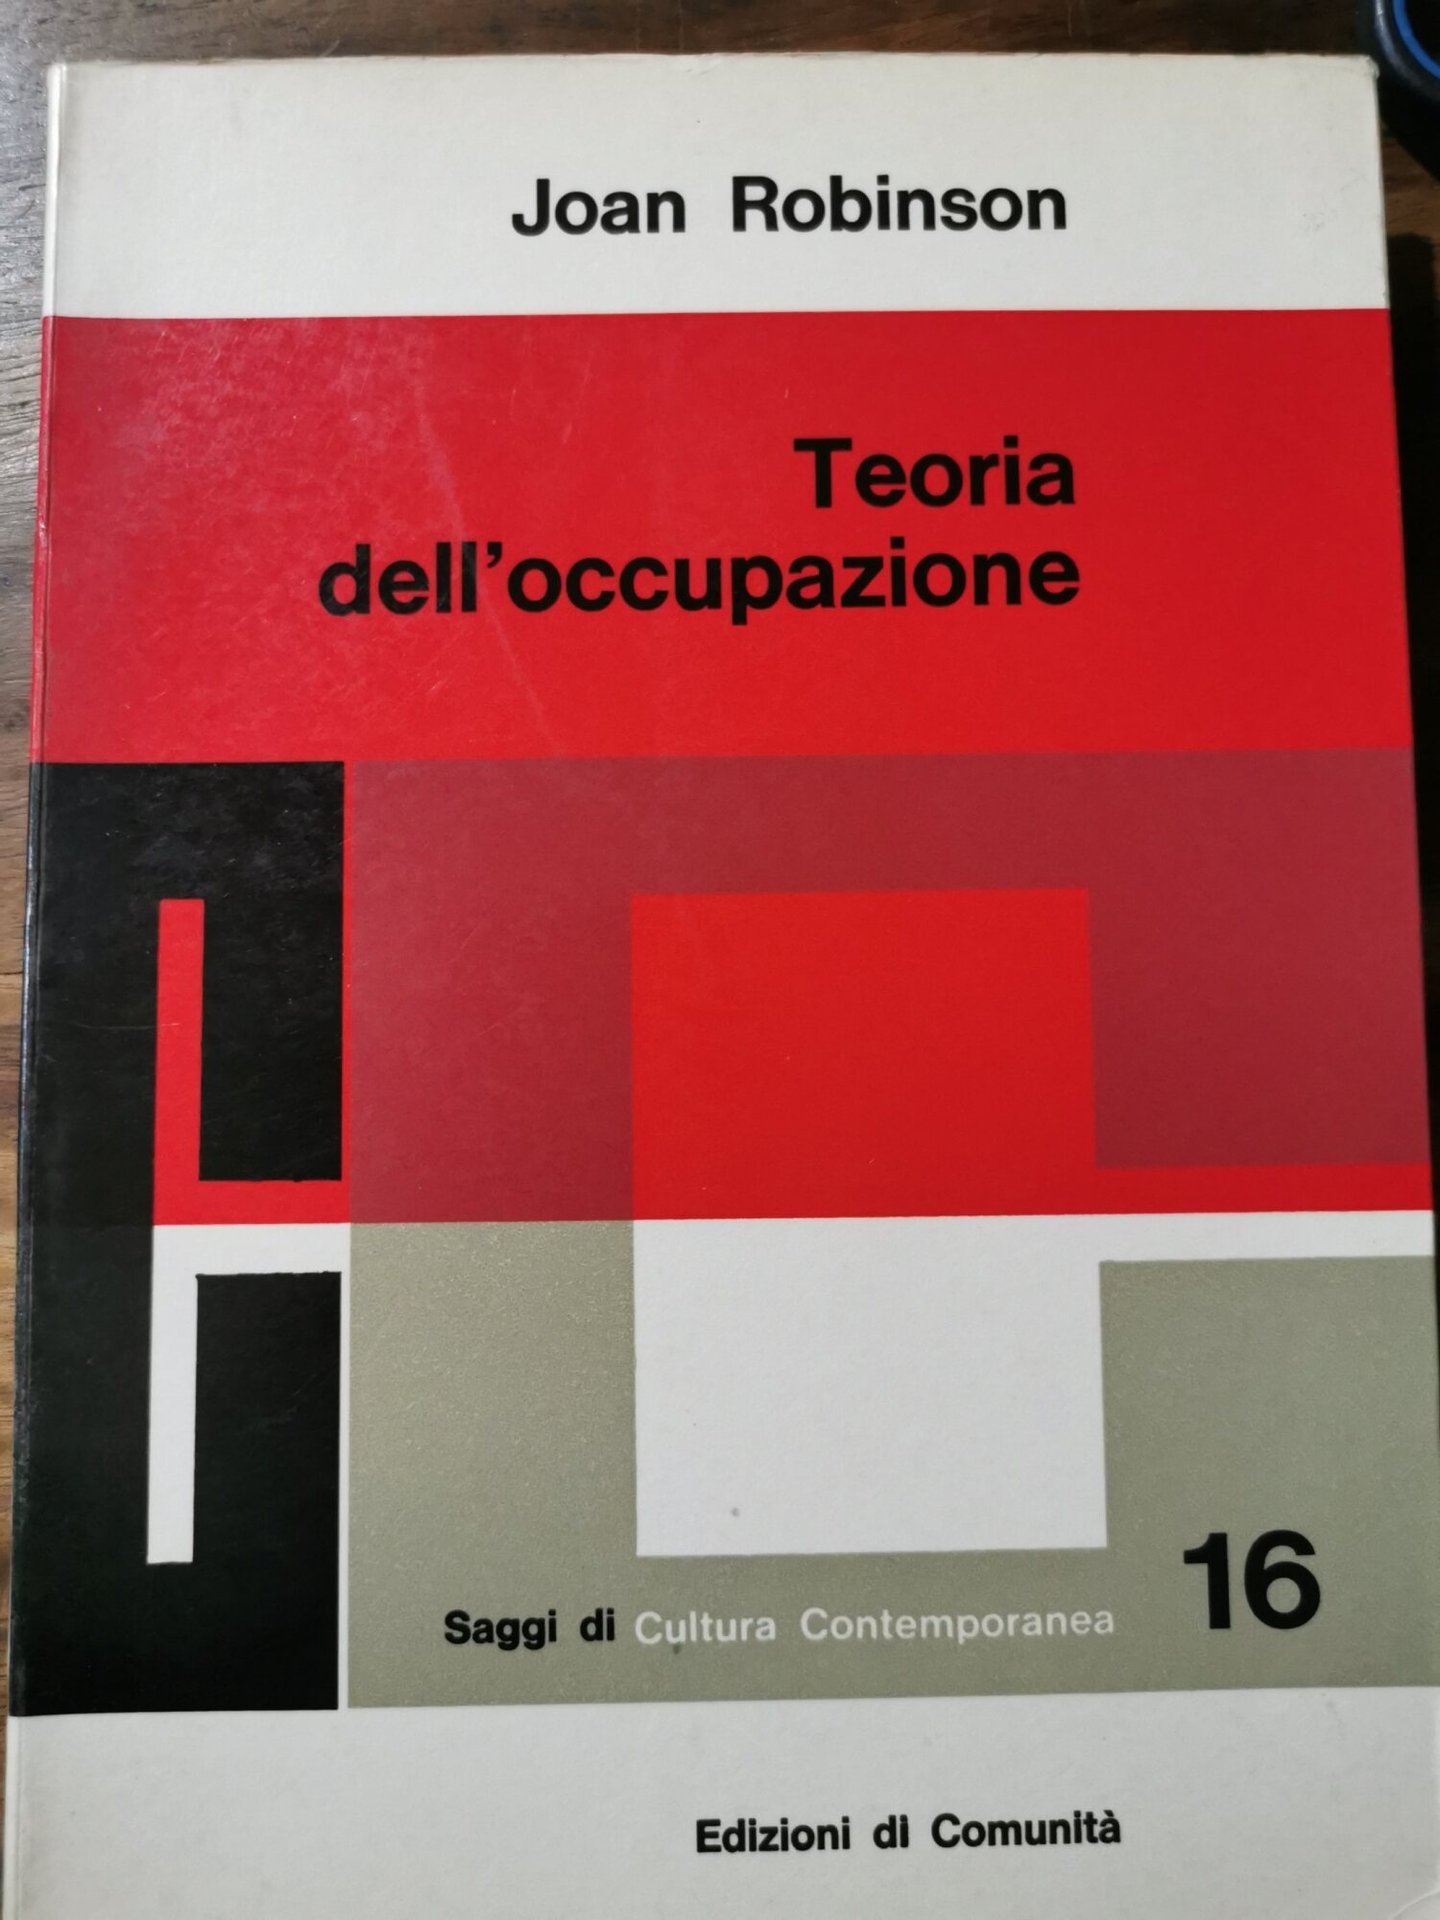 Joan Robinson
Teoria
dell'occupazione
Saggi di Cultura Contemporanea 16
Edizioni di Comunità